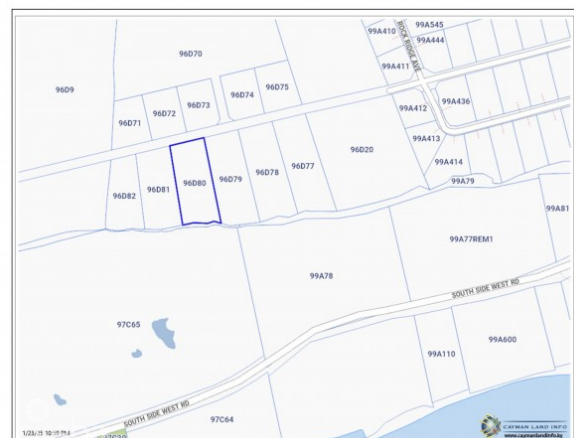 99A545
99A410
99A444
ROCK RIDGE AVE
96D70
99A411
96D9
96D75
96D74
96D73
96D72
96D71
99A412
99A436
99A413
96D20
99A414
96D77
96D78
96D79
96D80
96D81
96D82
99A79
99A81
99A77REM1
99A78
SOUTH SIDE WEST RD
97C65
99A600
99A110
SOUTH SIDE WEST RD
97C64
CAYMAN LAND INFO
www.caymanlandinfo.ky